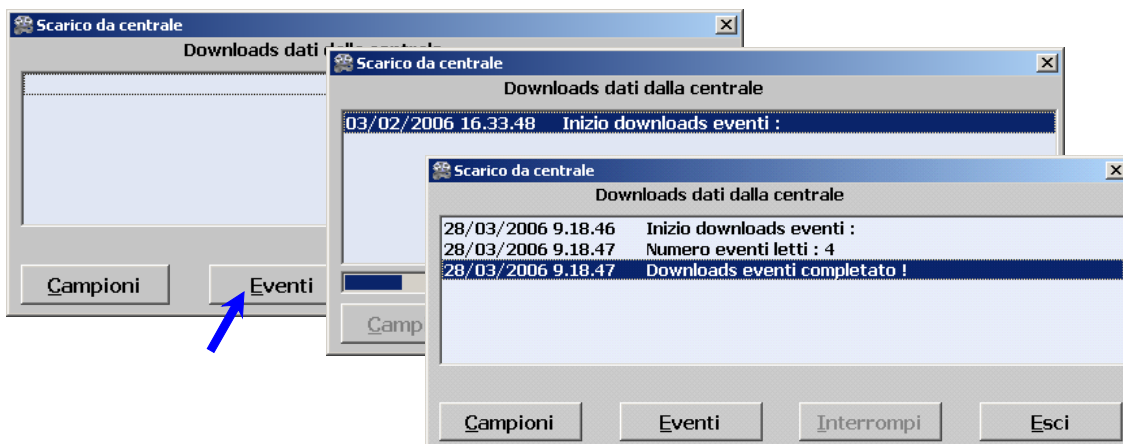 Scarico da centrale
Downloads dati dalla centrale
Campioni
Eventi
Scarico da centrale
Downloads dati dalla centrale
03/02/2006 16.33.48 Inizio downloads eventi :
Camp
Scarico da centrale
Downloads dati dalla centrale
28/03/2006 9.18.46 Inizio downloads eventi :
28/03/2006 9.18.47 Numero eventi letti : 4
28/03/2006 9.18.47 Downloads eventi completato !
Campioni Eventi Interrompi Esci